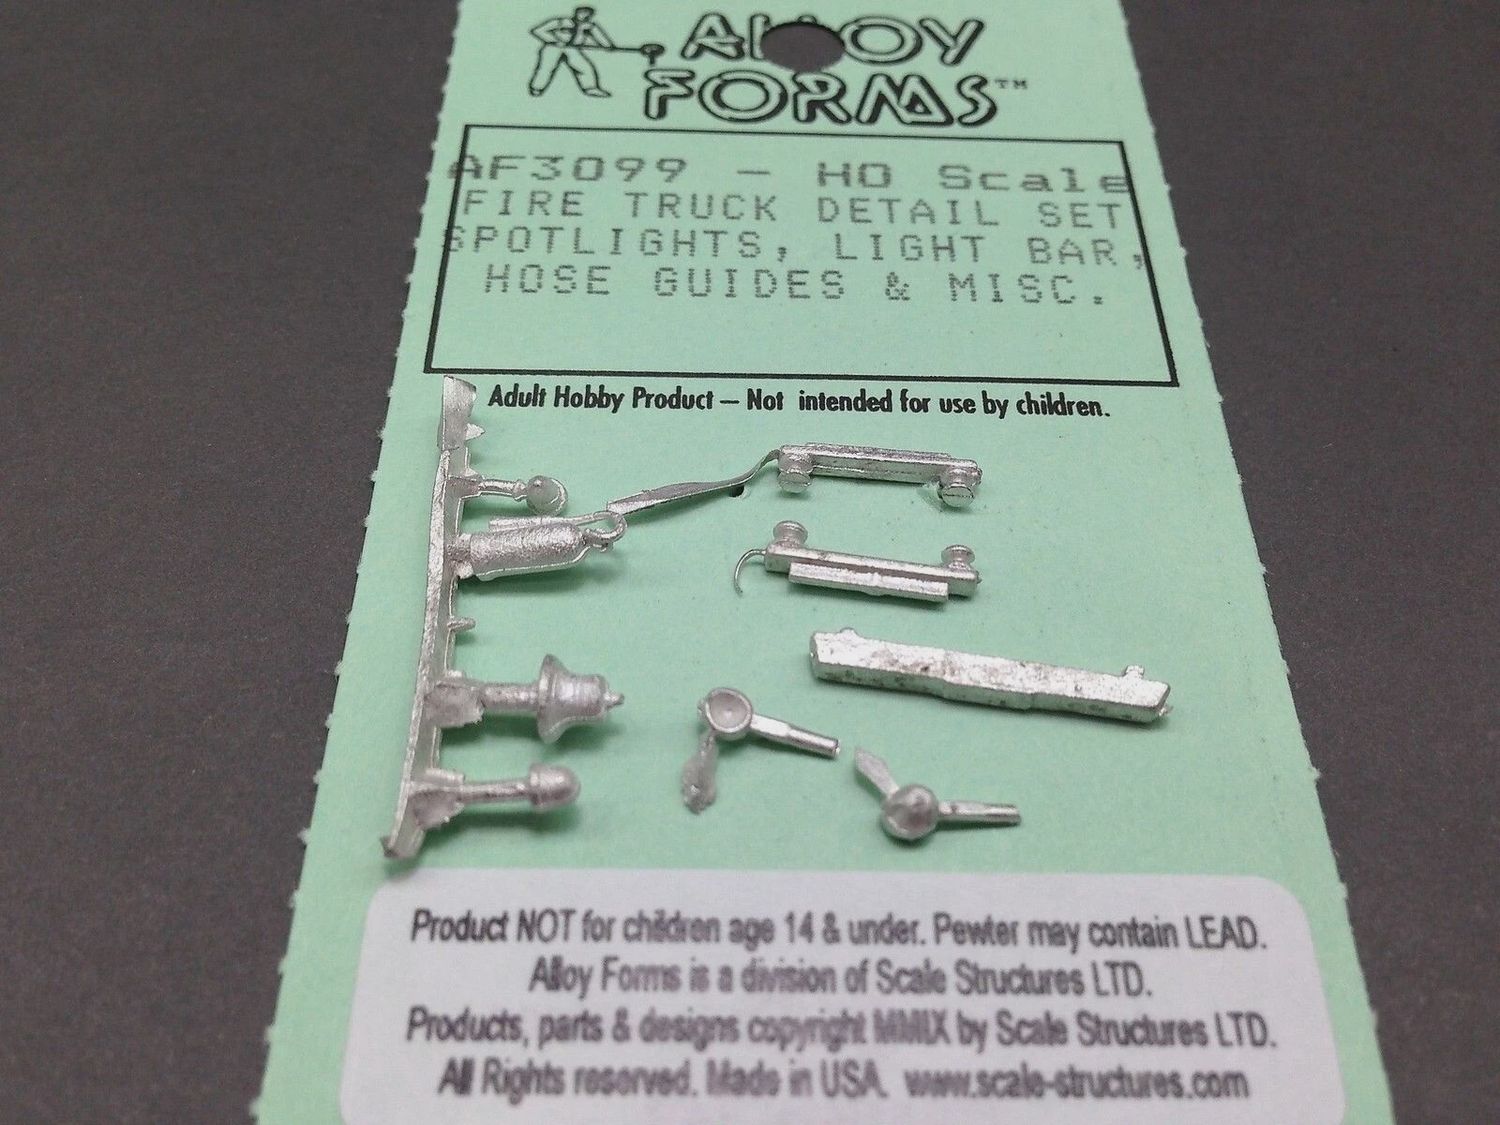 ALLOY
FORMS™
AF3099 - HO Scale
FIRE TRUCK DETAIL SET
SPOTLIGHTS, LIGHT BAR,
HOSE GUIDES & MISC.
Adult Hobby Product – Not intended for use by children.
Product NOT for children age 14 & under. Pewter may contain LEAD.
Alloy Forms is a division of Scale Structures LTD.
Products, parts & designs copyright MMIX by Scale Structures LTD.
All Rights reserved. Made in USA. www.scale-structures.com